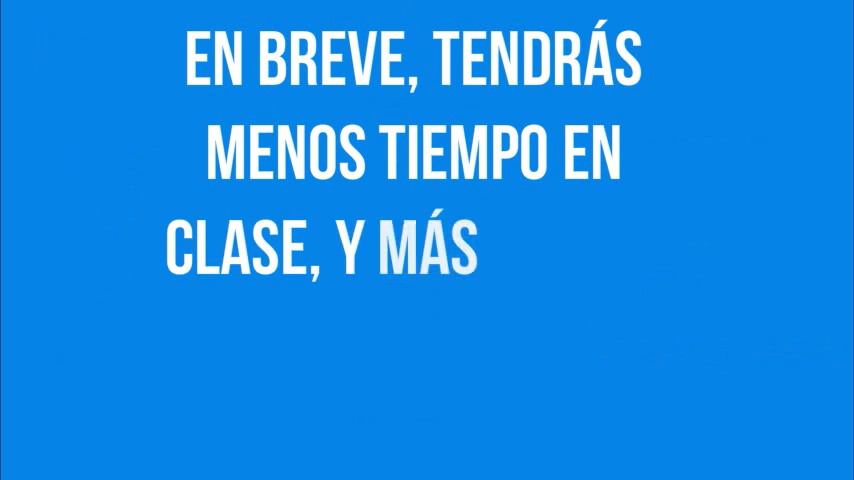 EN BREVE, TENDRÁS
MENOS TIEMPO EN
CLASE, Y MÁS